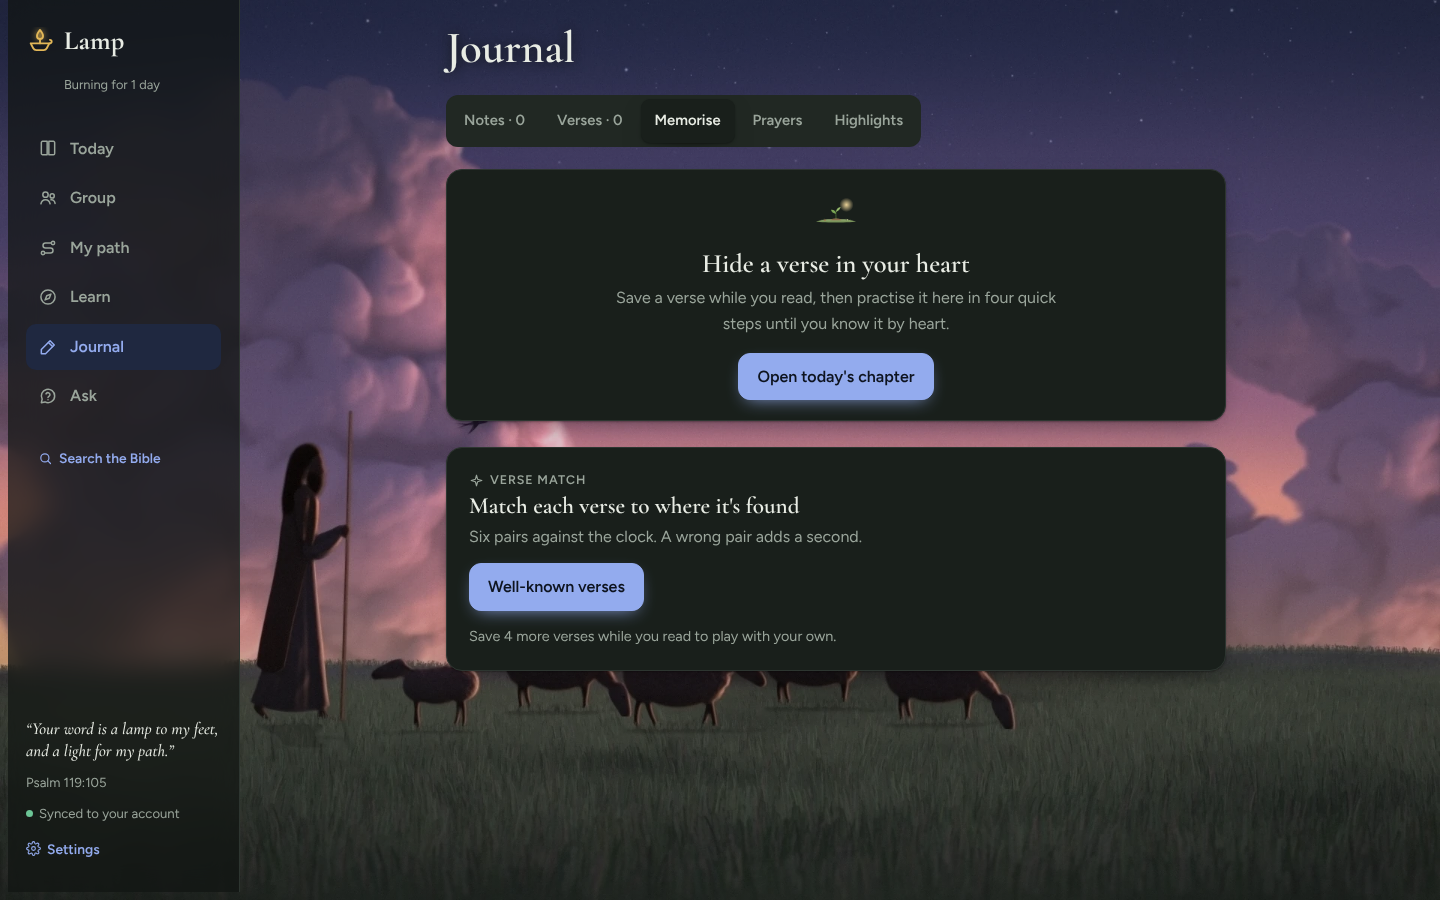 Lamp
Burning for 1 day
Today
Group
My path
Learn
Journal
Ask
Search the Bible
“Your word is a lamp to my feet,
and a light for my path.”
Psalm 119:105
Synced to your account
Settings
Journal
Notes · 0
Verses · 0
Memorise
Prayers
Highlights
Hide a verse in your heart
Save a verse while you read, then practise it here in four quick
steps until you know it by heart.
Open today's chapter
VERSE MATCH
Match each verse to where it's found
Six pairs against the clock. A wrong pair adds a second.
Well-known verses
Save 4 more verses while you read to play with your own.